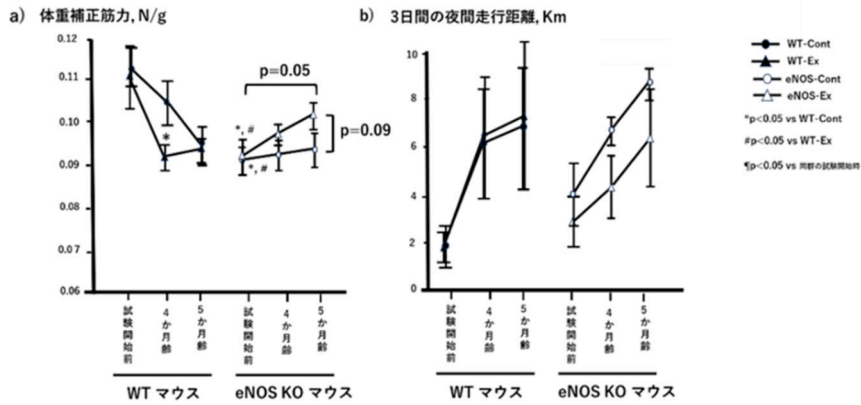 a) 体重補正筋力, N/g
0.12
0.11
0.10
0.09
0.08
0.07
0.06
*
*, #
*, #
p=0.05
p=0.09
試験開始前
4か月齢
5か月齢
試験開始前
4か月齢
5か月齢
WT マウス
eNOS KO マウス
b) 3日間の夜間走行距離, Km
10
8
6
4
2
0
試験開始前
4か月齢
5か月齢
試験開始前
4か月齢
5か月齢
WT マウス
eNOS KO マウス
WT-Cont
WT-Ex
eNOS-Cont
eNOS-Ex
*p<0.05 vs WT-Cont
#p<0.05 vs WT-Ex
¶p<0.05 vs 同群の試験開始時